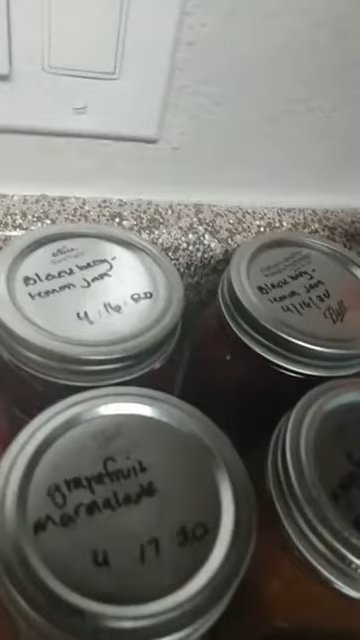 Blackberry-
lemon Jam
4.16.20
Blackberry-
lemon Jam
4/16/20
Ball
grapefruit
marmalade
4 17 20